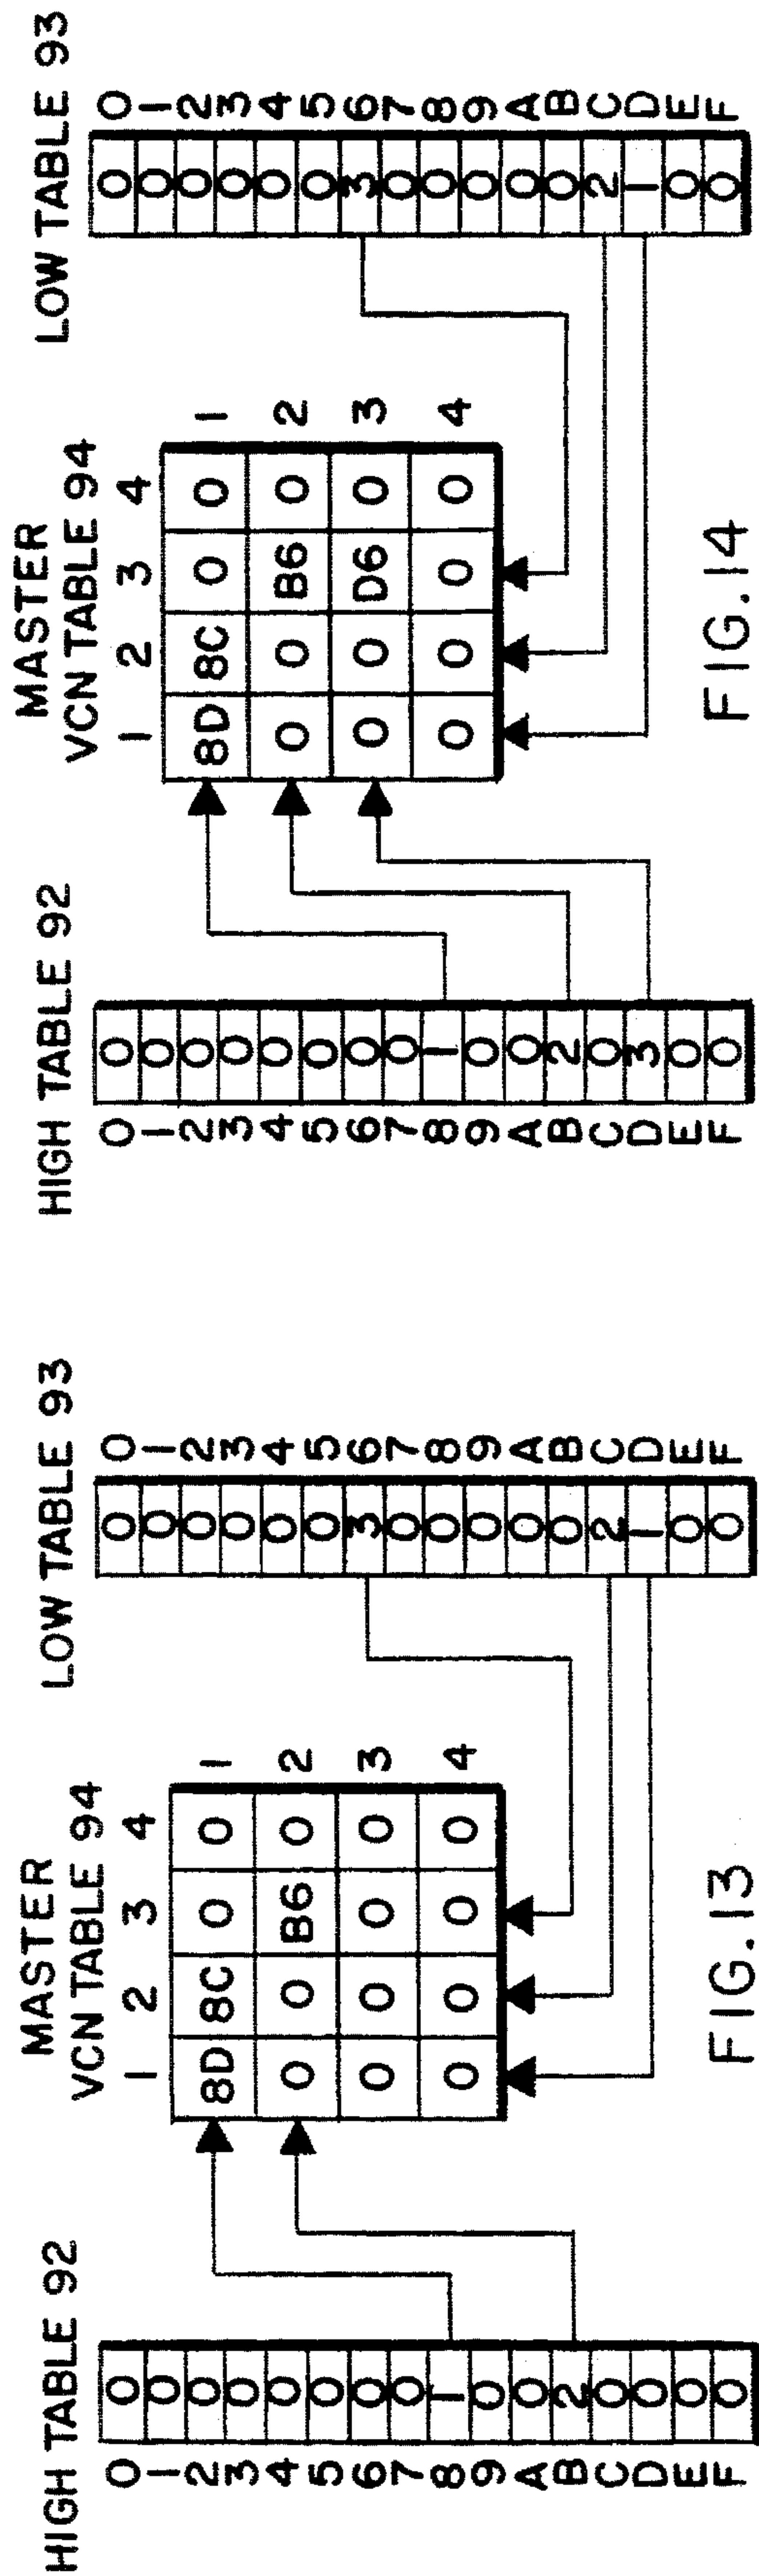 HIGH TABLE 92
0 0
1 0
2 0
3 0
4 0
5 0
6 0
7 0
8 1
9 0
A 0
B 2
C 0
D 0
E 0
F 0
MASTER
VCN TABLE 94
1 2 3 4
8D 8C 0 0 1
0 0 B6 0 2
0 0 0 0 3
0 0 0 0 4
LOW TABLE 93
0 0
0 1
0 2
0 3
0 4
0 5
3 6
0 7
0 8
0 9
0 A
0 B
2 C
1 D
0 E
0 F
FIG.13
HIGH TABLE 92
0 0
1 0
2 0
3 0
4 0
5 0
6 0
7 0
8 1
9 0
A 0
B 2
C 0
D 3
E 0
F 0
MASTER
VCN TABLE 94
1 2 3 4
8D 8C 0 0 1
0 0 B6 0 2
0 0 D6 0 3
0 0 0 0 4
LOW TABLE 93
0 0
0 1
0 2
0 3
0 4
0 5
3 6
0 7
0 8
0 9
0 A
0 B
2 C
1 D
0 E
0 F
FIG.14